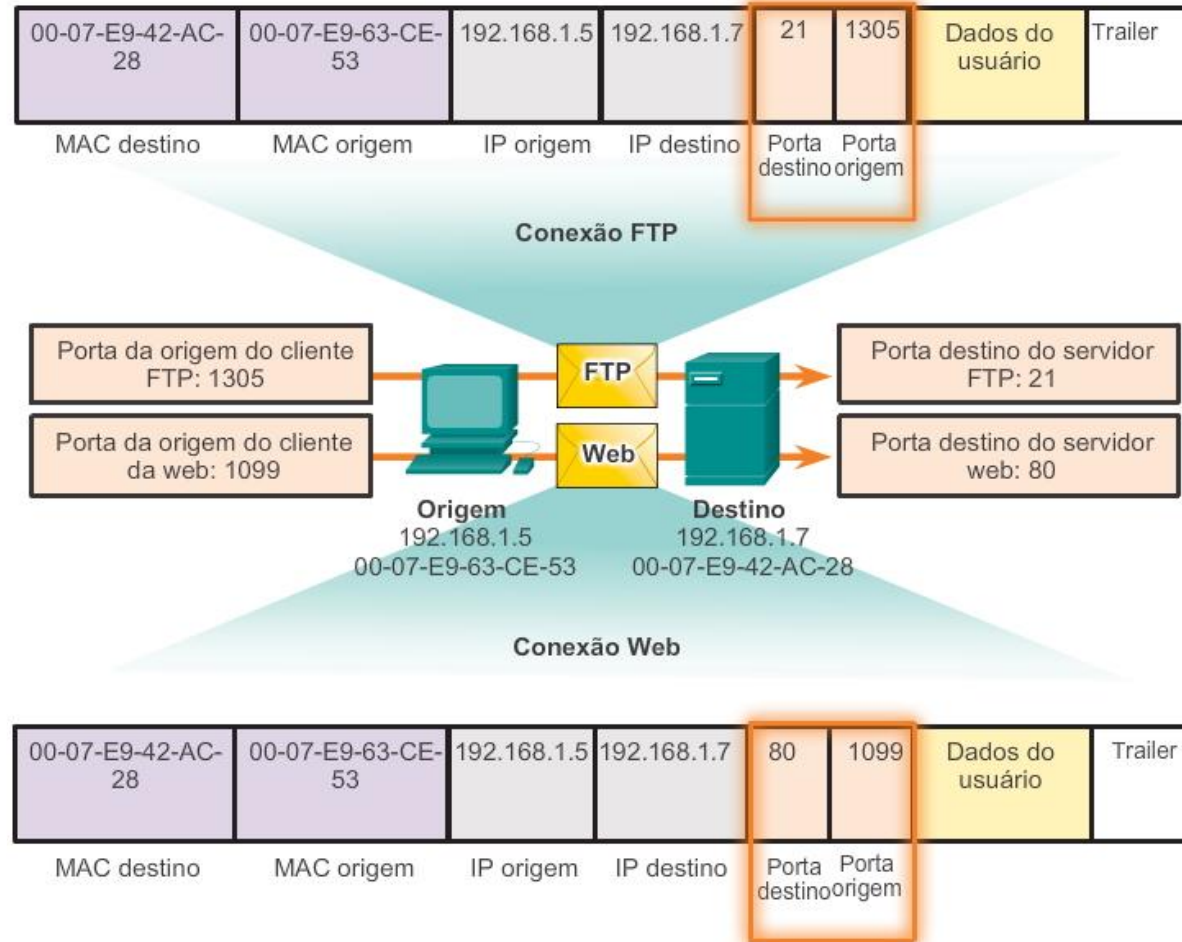 00-07-E9-42-AC-
28
00-07-E9-63-CE-
53
192.168.1.5
192.168.1.7
21
1305
Dados do
usuário
Trailer
MAC destino
MAC origem
IP origem
IP destino
Porta
destino
Porta
origem
Conexão FTP
Porta da origem do cliente
FTP: 1305
FTP
Porta destino do servidor
FTP: 21
Porta da origem do cliente
da web: 1099
Web
Porta destino do servidor
web: 80
Origem
192.168.1.5
00-07-E9-63-CE-53
Destino
192.168.1.7
00-07-E9-42-AC-28
Conexão Web
00-07-E9-42-AC-
28
00-07-E9-63-CE-
53
192.168.1.5
192.168.1.7
80
1099
Dados do
usuário
Trailer
MAC destino
MAC origem
IP origem
IP destino
Porta
destino
Porta
origem